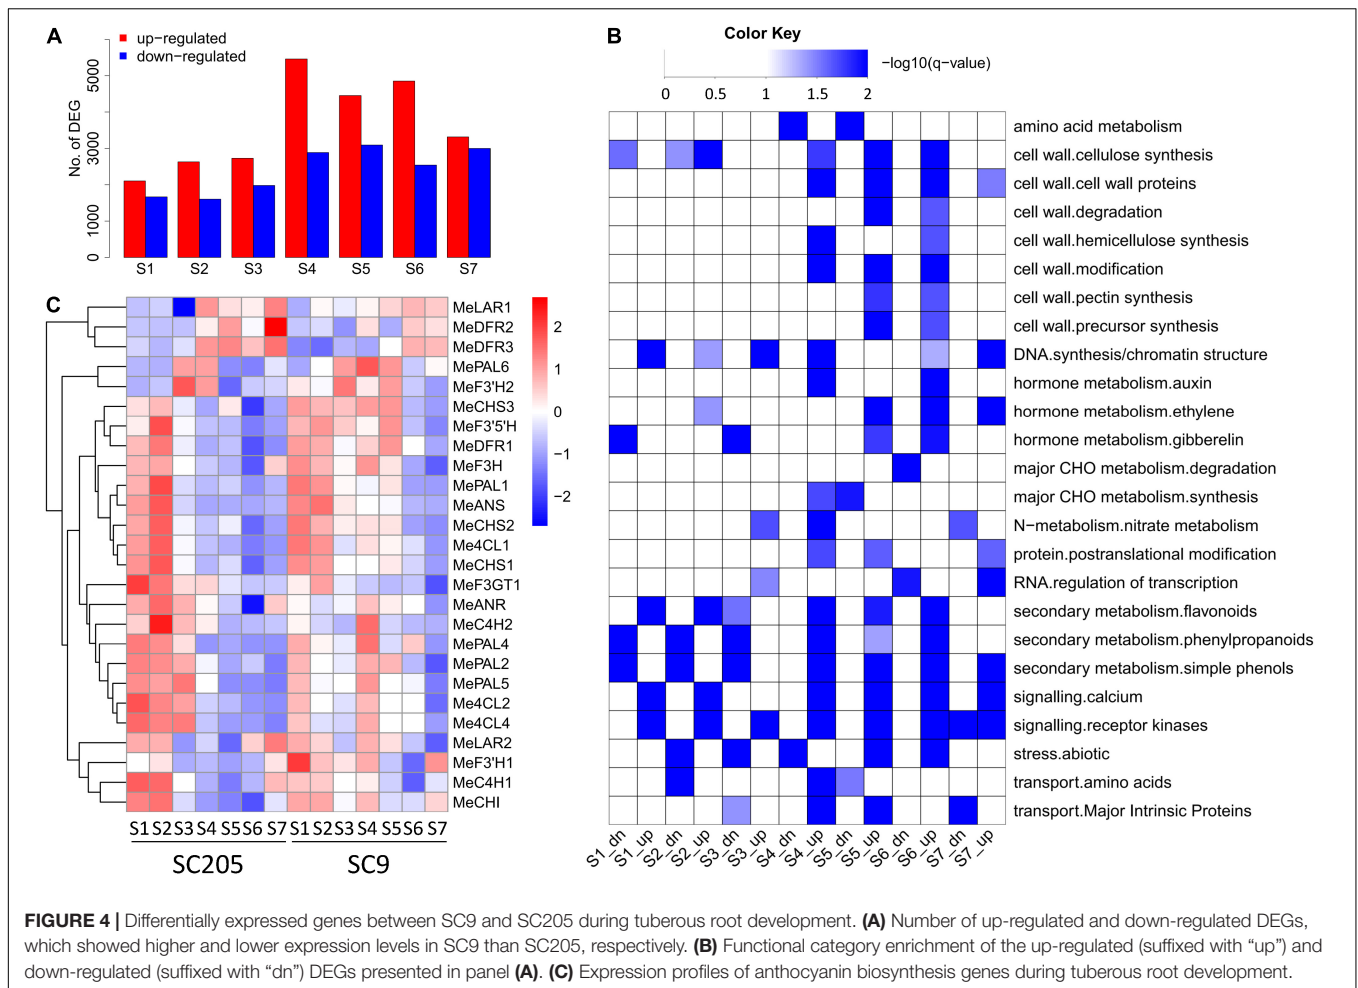 A
up-regulated
down-regulated
No. of DEG
0 1000 3000 5000
S1 S2 S3 S4 S5 S6 S7
B
Color Key
-log10(q-value)
0 0.5 1 1.5 2
amino acid metabolism
cell wall.cellulose synthesis
cell wall.cell wall proteins
cell wall.degradation
cell wall.hemicellulose synthesis
cell wall.modification
cell wall.pectin synthesis
cell wall.precursor synthesis
DNA.synthesis/chromatin structure
hormone metabolism.auxin
hormone metabolism.ethylene
hormone metabolism.gibberelin
major CHO metabolism.degradation
major CHO metabolism.synthesis
N-metabolism.nitrate metabolism
protein.postranslational modification
RNA.regulation of transcription
secondary metabolism.flavonoids
secondary metabolism.phenylpropanoids
secondary metabolism.simple phenols
signalling.calcium
signalling.receptor kinases
stress.abiotic
transport.amino acids
transport.Major Intrinsic Proteins
S1_dn S1_up S2_dn S2_up S3_dn S3_up S4_dn S4_up S5_dn S5_up S6_dn S6_up S7_dn S7_up
C
MeLAR1
MeDFR2
MeDFR3
MePAL6
MeF3'H2
MeCHS3
MeF3'5'H
MeDFR1
MeF3H
MePAL1
MeANS
MeCHS2
Me4CL1
MeCHS1
MeF3GT1
MeANR
MeC4H2
MePAL4
MePAL2
MePAL5
Me4CL2
Me4CL4
MeLAR2
MeF3'H1
MeC4H1
MeCHI
2
1
0
-1
-2
S1 S2 S3 S4 S5 S6 S7 S1 S2 S3 S4 S5 S6 S7
SC205 SC9
FIGURE 4 | Differentially expressed genes between SC9 and SC205 during tuberous root development. (A) Number of up-regulated and down-regulated DEGs,
which showed higher and lower expression levels in SC9 than SC205, respectively. (B) Functional category enrichment of the up-regulated (suffixed with “up”) and
down-regulated (suffixed with “dn”) DEGs presented in panel (A). (C) Expression profiles of anthocyanin biosynthesis genes during tuberous root development.